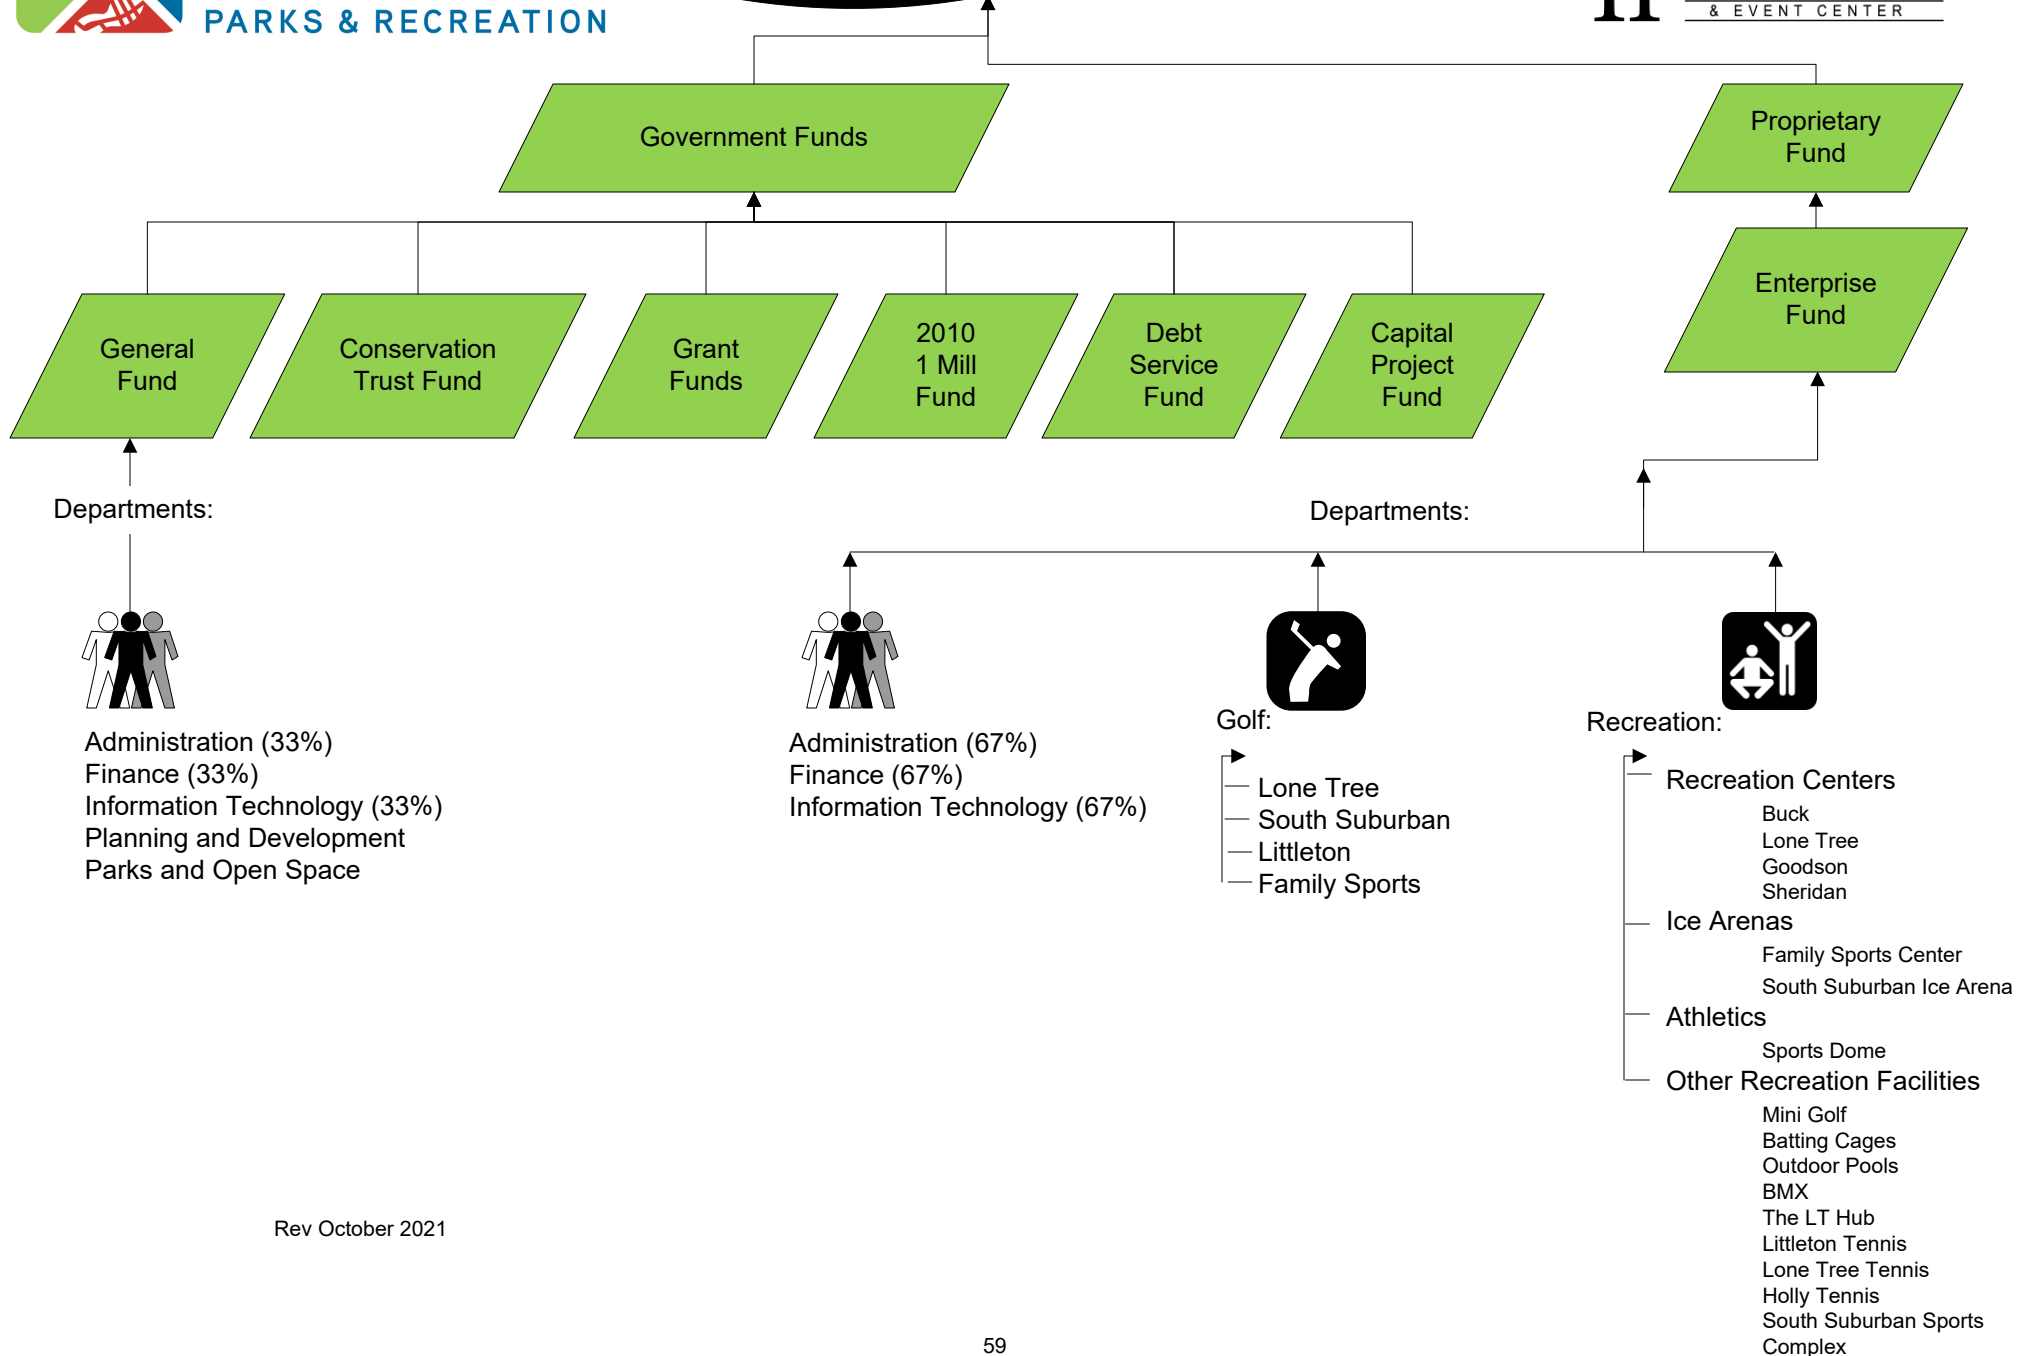 PARKS & RECREATION
& EVENT CENTER
Government Funds
Proprietary
Fund
Enterprise
Fund
General
Fund
Conservation
Trust Fund
Grant
Funds
2010
1 Mill
Fund
Debt
Service
Fund
Capital
Project
Fund
Departments:
Departments:
Administration (33%)
Finance (33%)
Information Technology (33%)
Planning and Development
Parks and Open Space
Administration (67%)
Finance (67%)
Information Technology (67%)
Golf:
Lone Tree
South Suburban
Littleton
Family Sports
Recreation:
Recreation Centers
Buck
Lone Tree
Goodson
Sheridan
Ice Arenas
Family Sports Center
South Suburban Ice Arena
Athletics
Sports Dome
Other Recreation Facilities
Mini Golf
Batting Cages
Outdoor Pools
BMX
The LT Hub
Littleton Tennis
Lone Tree Tennis
Holly Tennis
South Suburban Sports
Complex
Rev October 2021
59